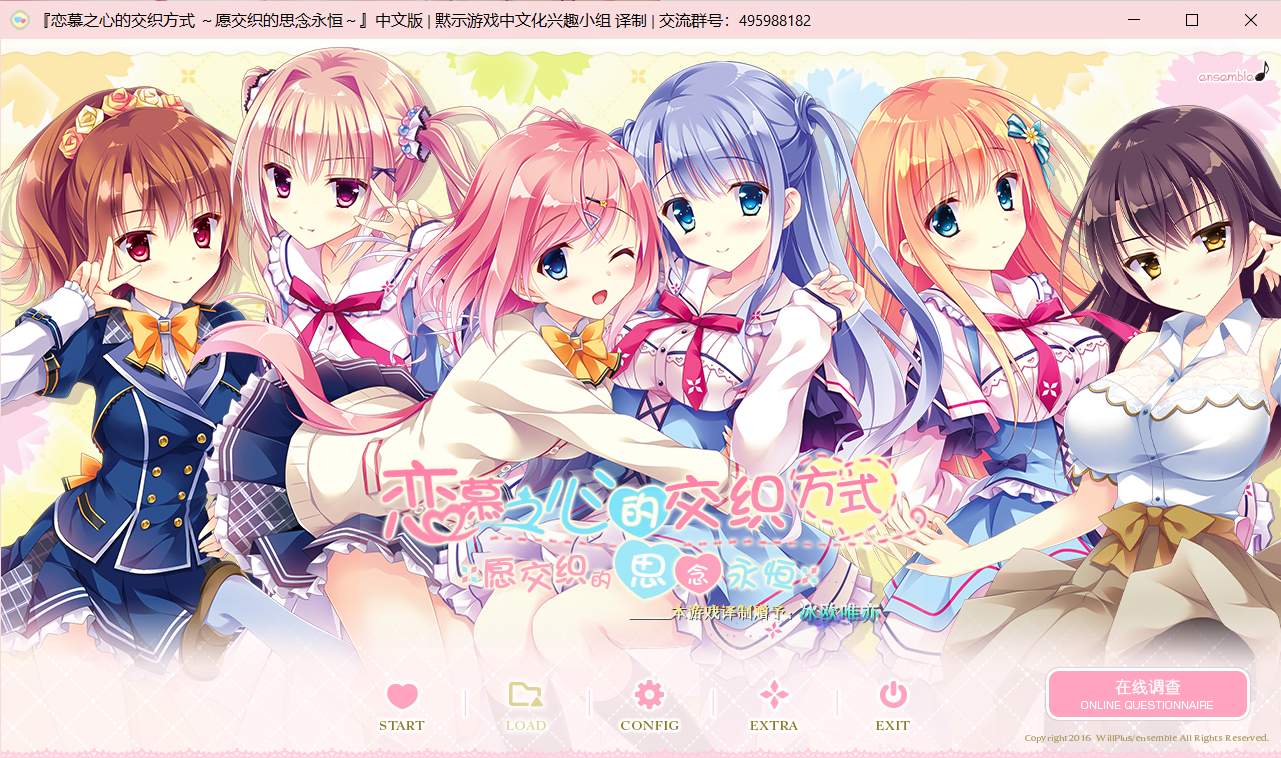 『恋慕之心的交织方式 ～愿交织的思念永恒～』中文版 | 默示游戏中文化兴趣小组 译制 | 交流群号：495988182
ensemble
恋慕之心的交织方式
愿交织的思念永恒
——本游戏译制赠予：冰欧唯亦
START
LOAD
CONFIG
EXTRA
EXIT
在线调查
ONLINE QUESTIONNAIRE
Copyright2016 WillPlus/ensemble All Rights Reserved.